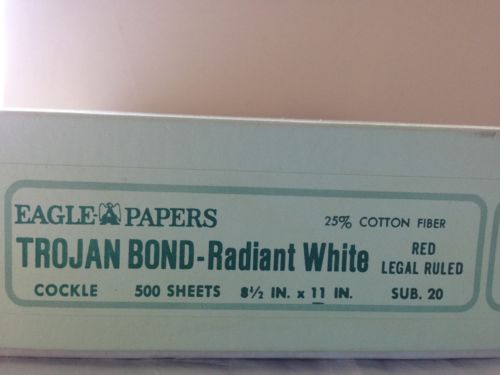 EAGLE-A PAPERS 25% COTTON FIBER
TROJAN BOND-Radiant White RED LEGAL RULED
COCKLE 500 SHEETS 8½ IN. x 11 IN. SUB. 20